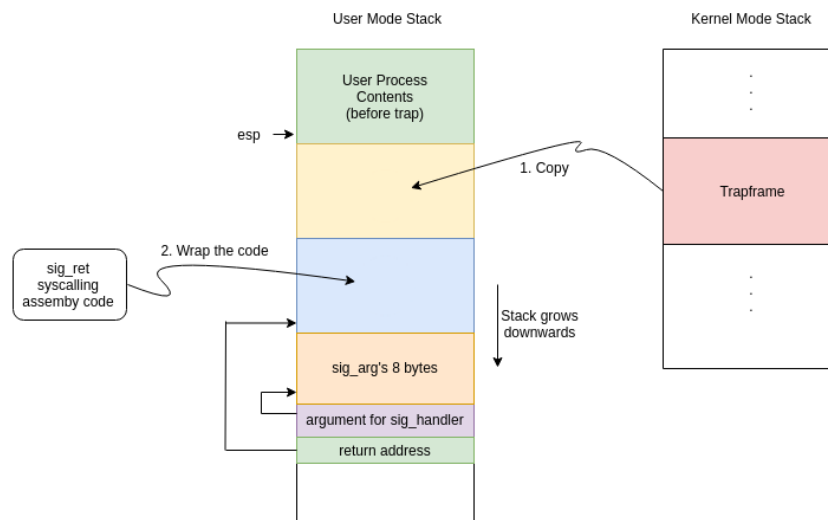 User Mode Stack
Kernel Mode Stack
User Process
Contents
(before trap)
esp
1. Copy
Trapframe
2. Wrap the code
sig_ret
syscalling
assemby code
Stack grows
downwards
sig_arg's 8 bytes
argument for sig_handler
return address